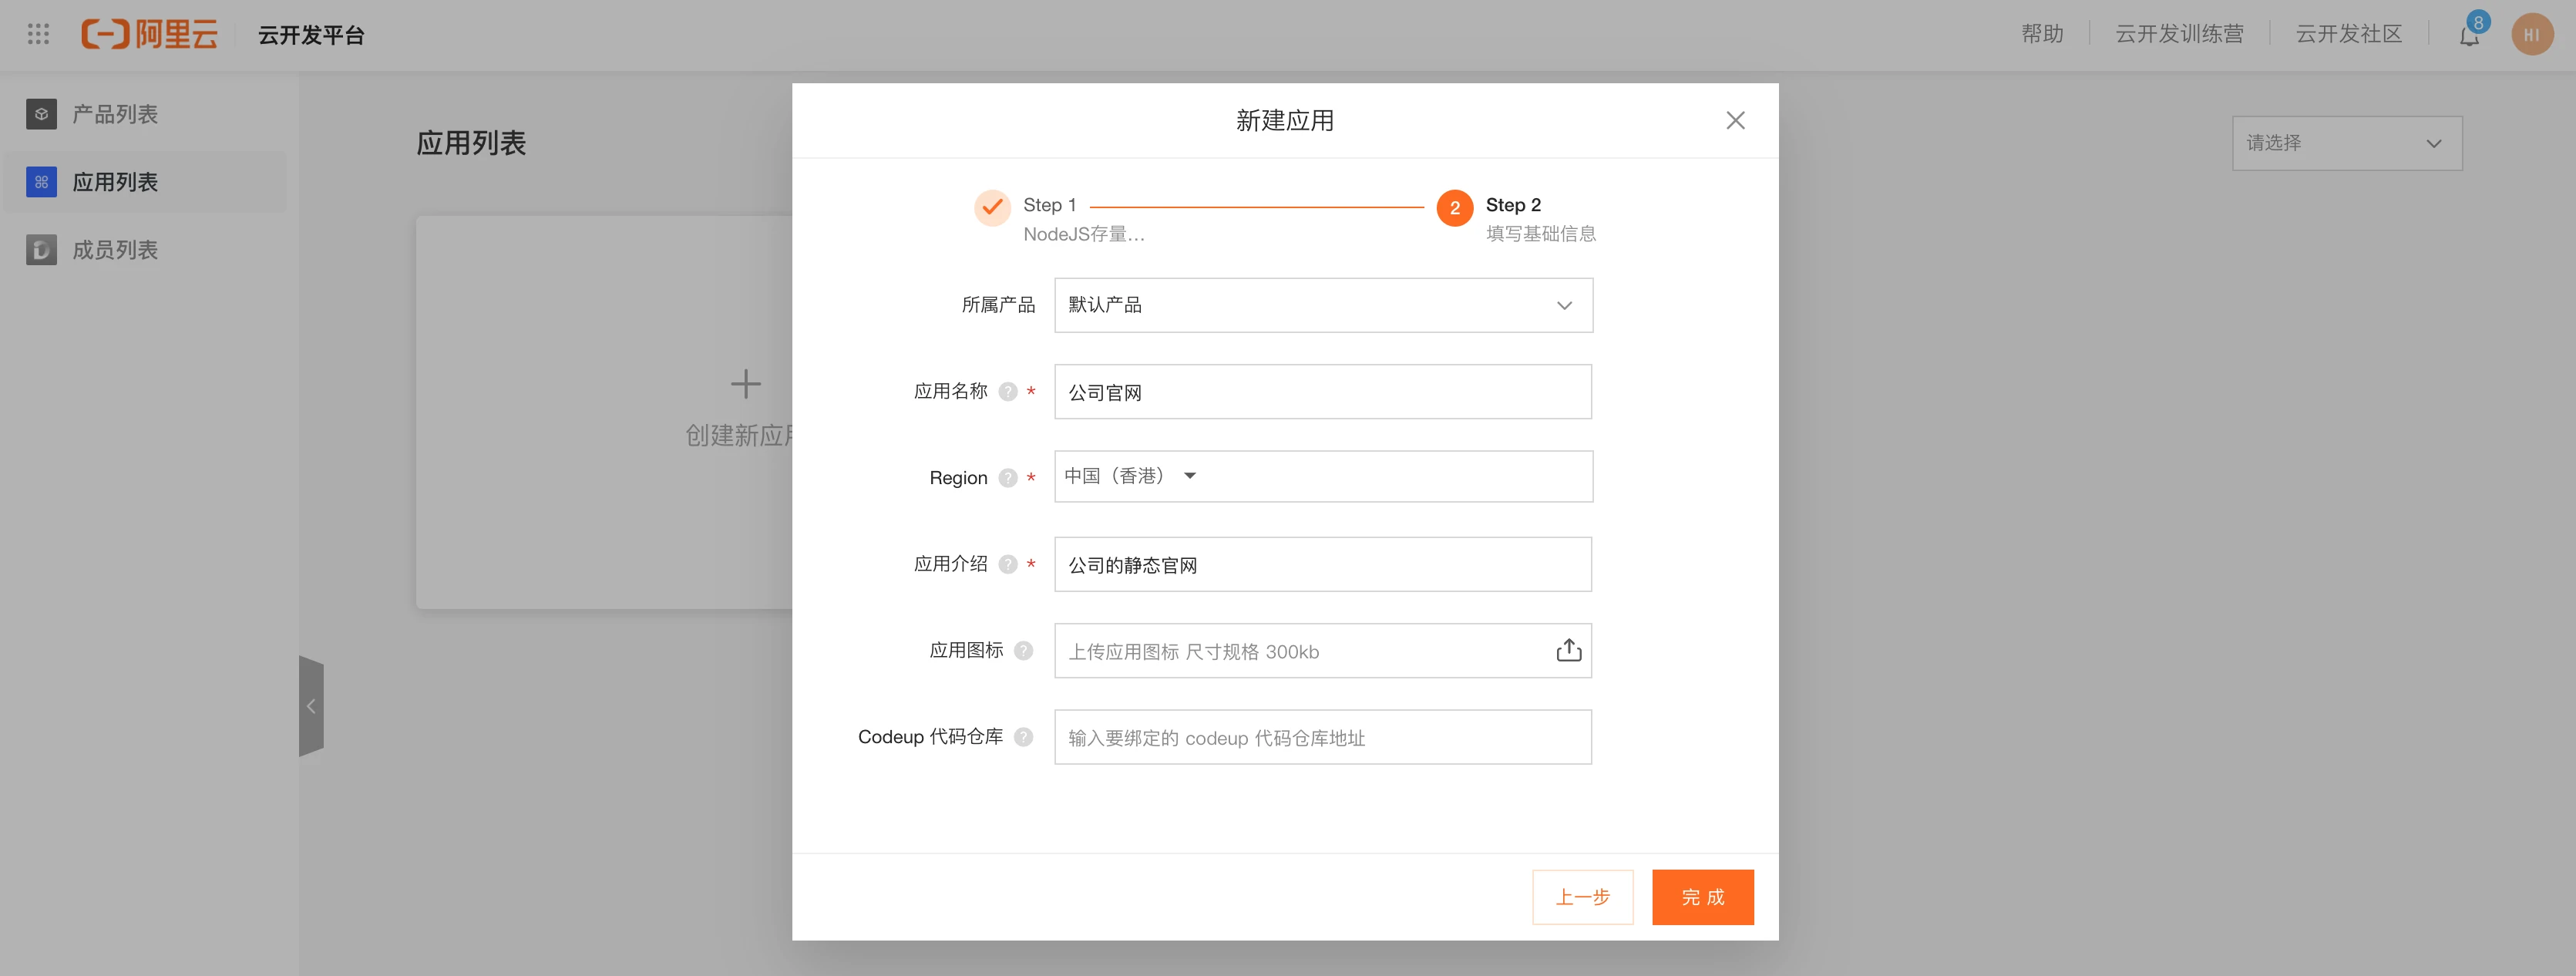 阿里云
云开发平台
帮助
云开发训练营
云开发社区
8
HI
产品列表
应用列表
成员列表
应用列表
请选择
创建新应
新建应用
Step 1
NodeJS存量...
2
Step 2
填写基础信息
所属产品
默认产品
应用名称 ? *
公司官网
Region ? *
中国（香港）
应用介绍 ? *
公司的静态官网
应用图标 ?
上传应用图标 尺寸规格 300kb
Codeup 代码仓库 ?
输入要绑定的 codeup 代码仓库地址
上一步
完 成